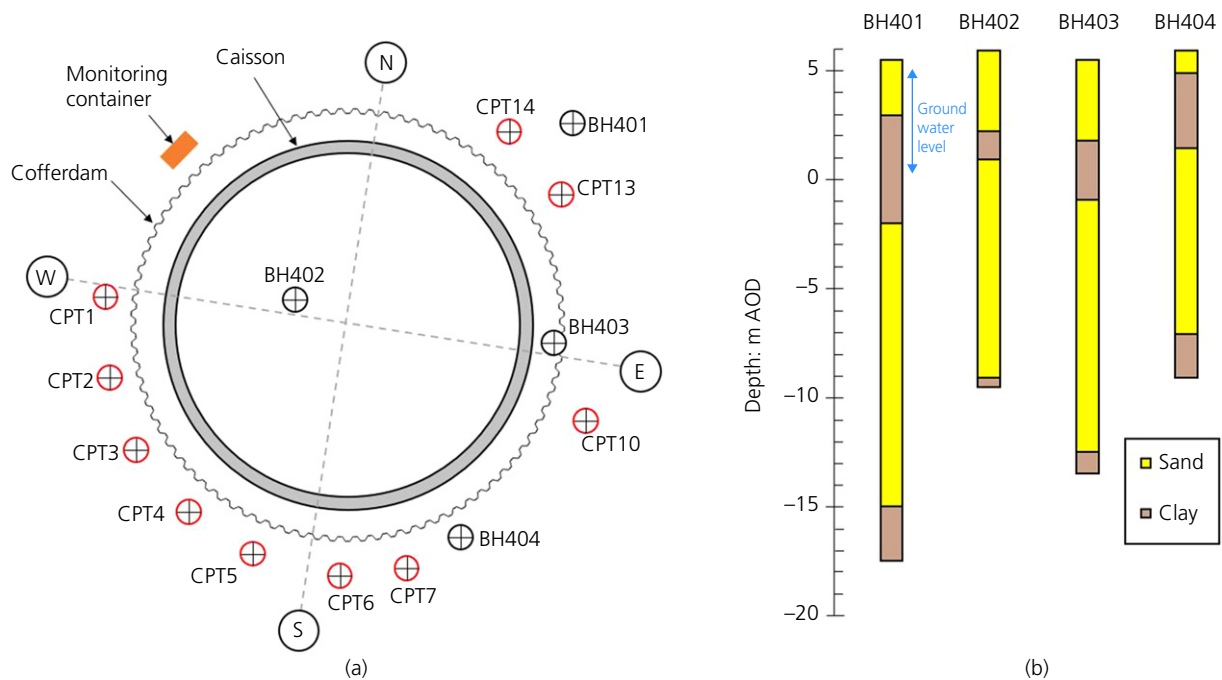 N
Caisson
Monitoring
container
CPT14
BH401
Cofferdam
CPT13
W
BH402
CPT1
BH403
E
CPT2
CPT10
CPT3
CPT4
BH404
CPT5
CPT6
CPT7
S
(a)
BH401
BH402
BH403
BH404
Depth: m AOD
5
0
−5
−10
−15
−20
Ground
water
level
Sand
Clay
(b)